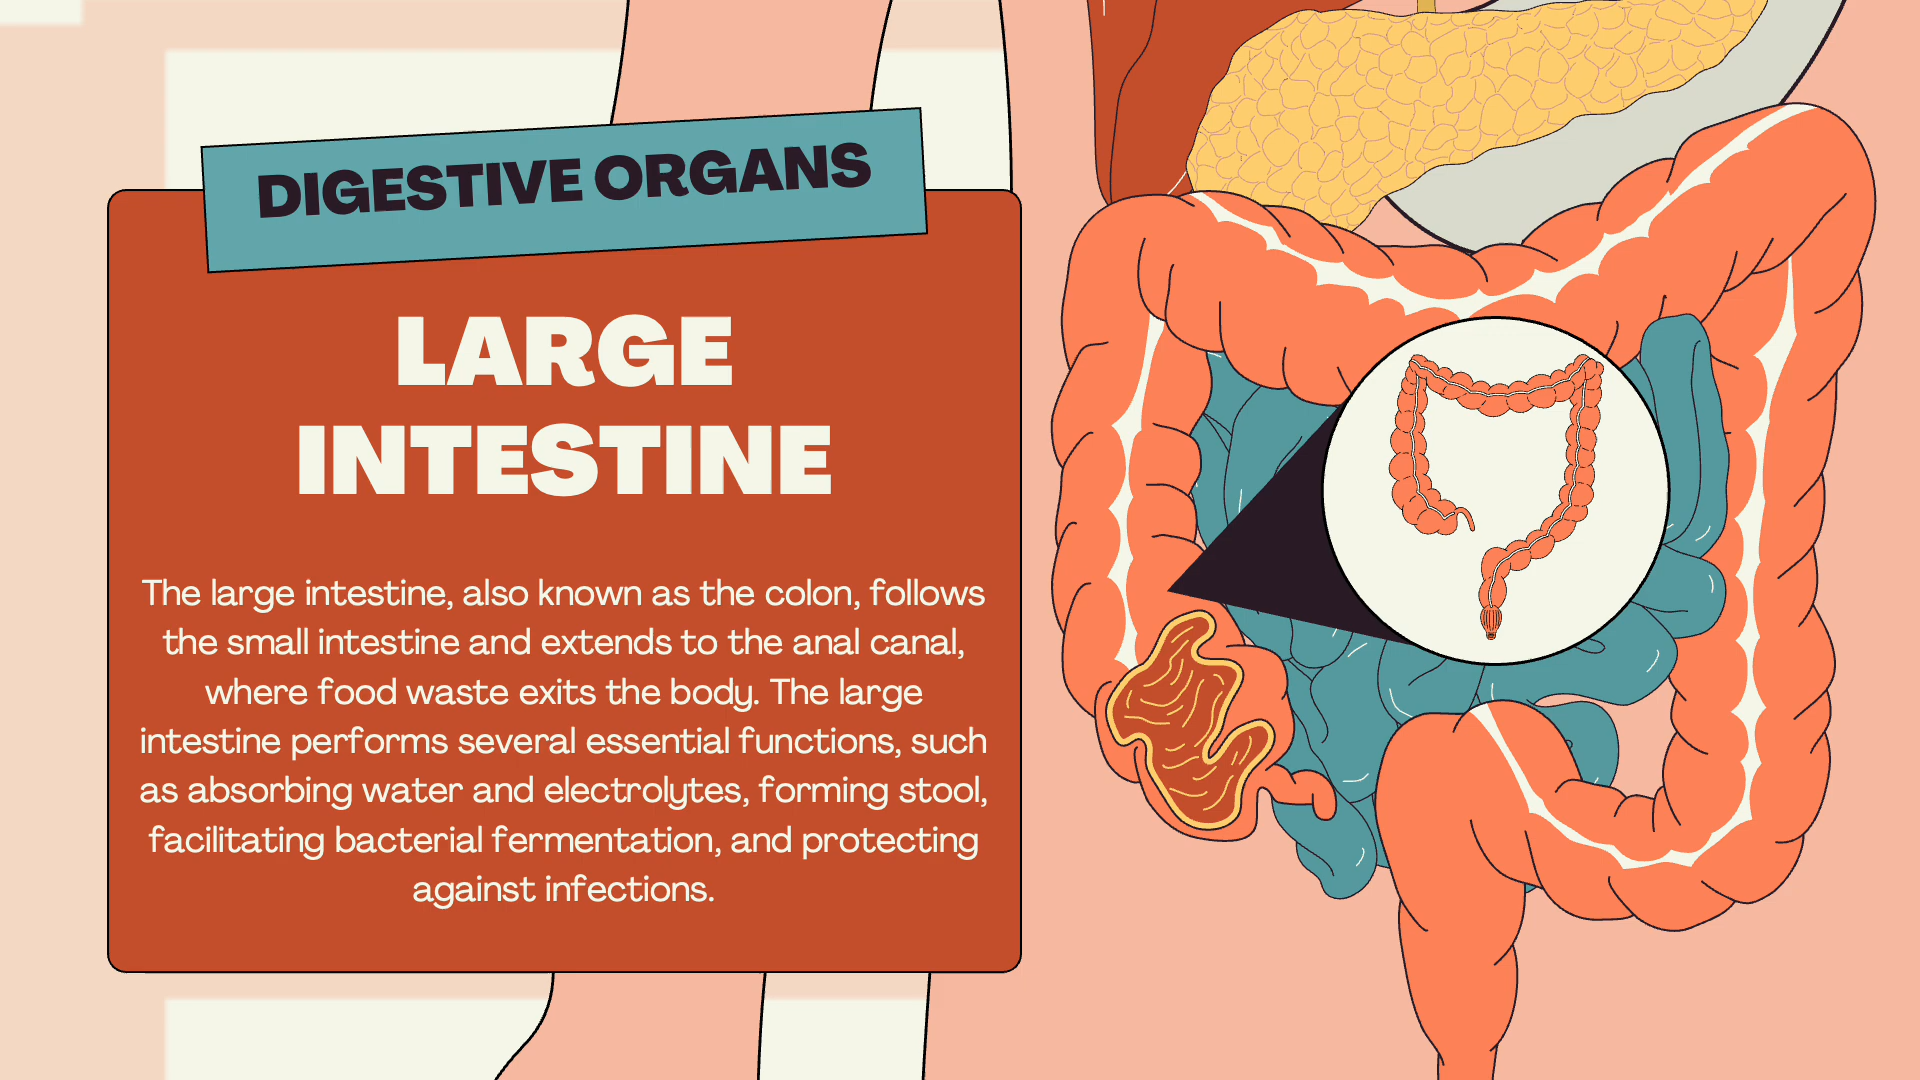 DIGESTIVE ORGANS
LARGE
INTESTINE
The large intestine, also known as the colon, follows
the small intestine and extends to the anal canal,
where food waste exits the body. The large
intestine performs several essential functions, such
as absorbing water and electrolytes, forming stool,
facilitating bacterial fermentation, and protecting
against infections.